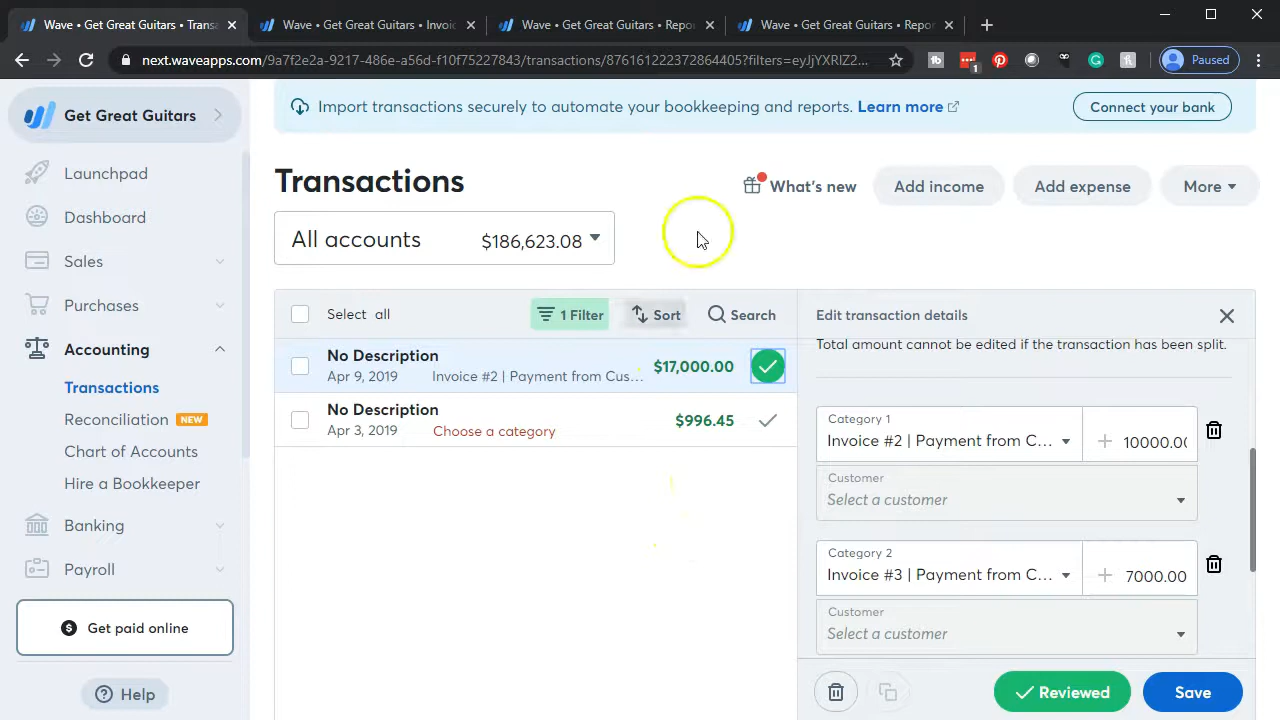 Wave • Get Great Guitars • Transa
Wave • Get Great Guitars • Invoic
Wave • Get Great Guitars • Repor
Wave • Get Great Guitars • Repor
next.waveapps.com/9a7f2e2a-9217-486e-a56d-f10f75227843/transactions/876161222372864405?filters=eyJjYXRlZ2...
1
Paused
Get Great Guitars
Import transactions securely to automate your bookkeeping and reports. Learn more
Connect your bank
Launchpad
Dashboard
Sales
Purchases
Accounting
Transactions
Reconciliation NEW
Chart of Accounts
Hire a Bookkeeper
Banking
Payroll
Get paid online
Help
Transactions
What's new
Add income
Add expense
More
All accounts $186,623.08
Select all
1 Filter
Sort
Search
No Description
Apr 9, 2019 Invoice #2 | Payment from Cus... $17,000.00
No Description
Apr 3, 2019 Choose a category $996.45
Edit transaction details
Total amount cannot be edited if the transaction has been split.
Category 1
Invoice #2 | Payment from C... 10000.00
Customer
Select a customer
Category 2
Invoice #3 | Payment from C... 7000.00
Customer
Select a customer
Reviewed
Save